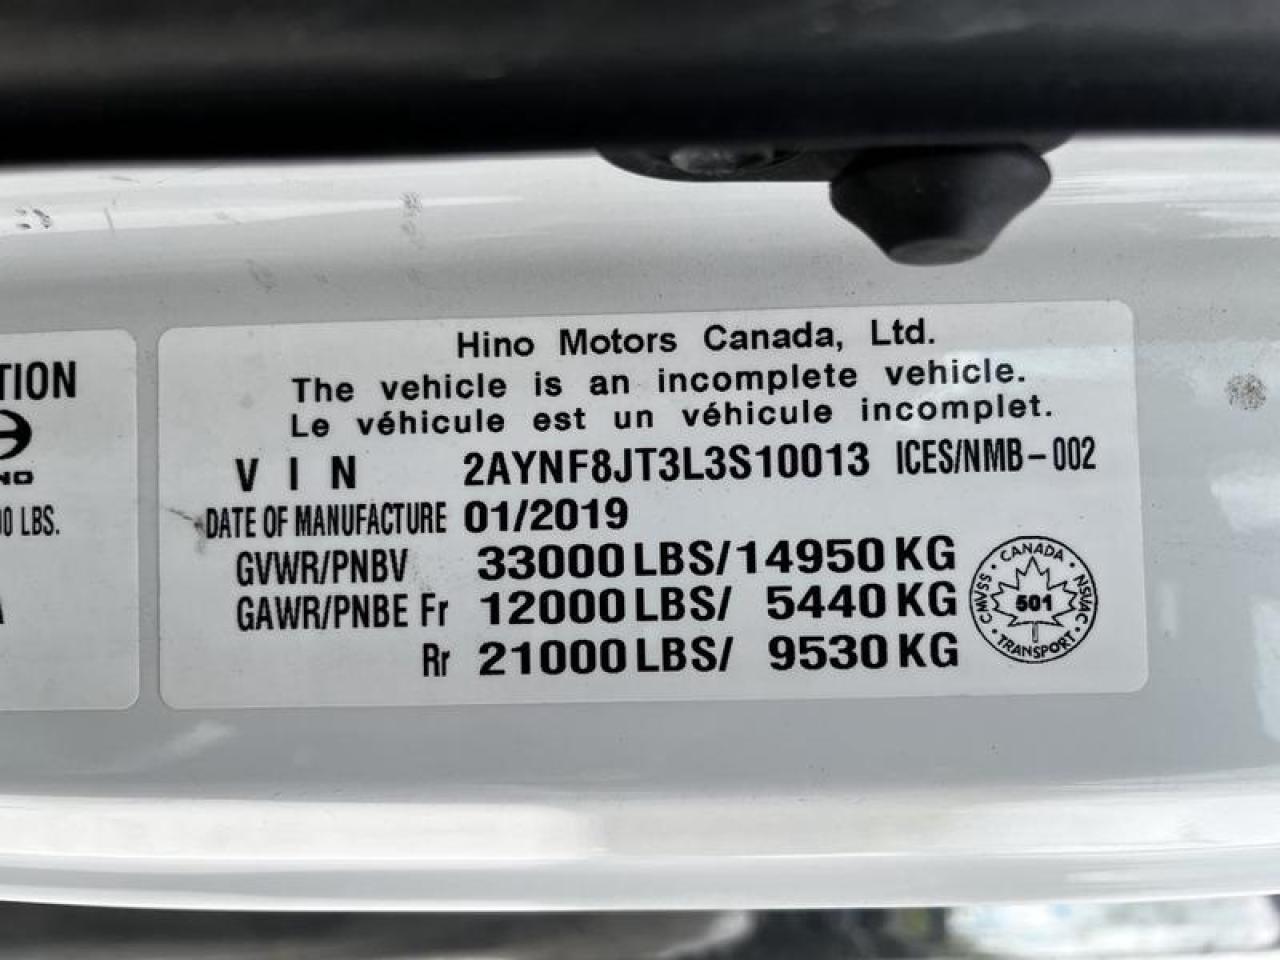 TION
NO
00 LBS.
Hino Motors Canada, Ltd.
The vehicle is an incomplete vehicle.
Le véhicule est un véhicule incomplet.
VIN 2AYNF8JT3L3S10013 ICES/NMB-002
DATE OF MANUFACTURE 01/2019
GVWR/PNBV 33000 LBS/14950 KG
GAWR/PNBE Fr 12000 LBS/ 5440 KG
Rr 21000 LBS/ 9530 KG
CANADA
CMVSS
NSVAC
501
TRANSPORT